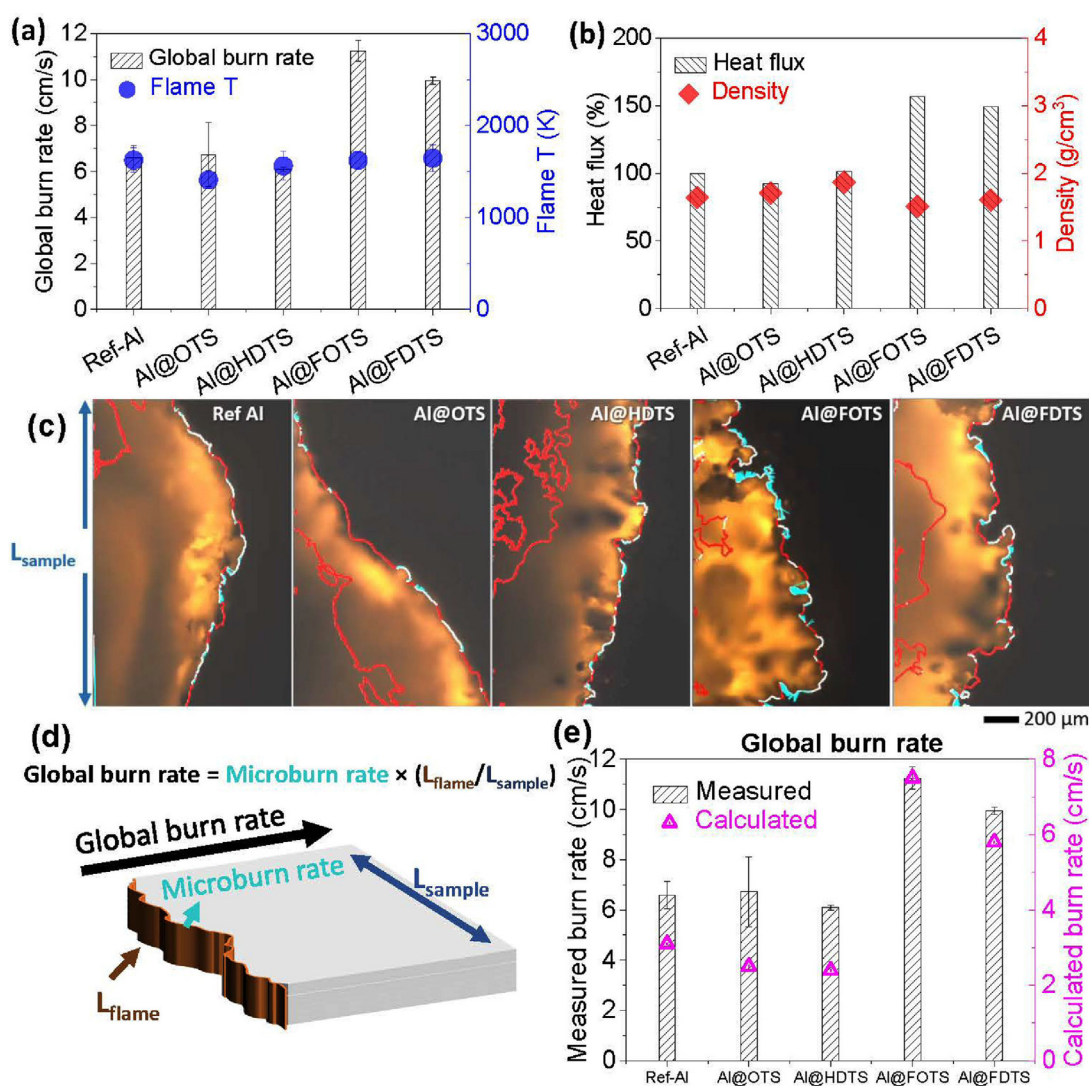 (a)
Global burn rate (cm/s)
12
10
8
6
4
2
0
Global burn rate
Flame T
3000
2000
1000
0
Flame T (K)
Ref-Al
Al@OTS
Al@HDTS
Al@FOTS
Al@FDTS
(b)
Heat flux (%)
200
150
100
50
0
Heat flux
Density
4
3
2
1
0
Density (g/cm³)
Ref-Al
Al@OTS
Al@HDTS
Al@FOTS
Al@FDTS
(c)
Lsample
Ref Al
Al@OTS
Al@HDTS
Al@FOTS
Al@FDTS
200 µm
(d)
Global burn rate = Microburn rate × (Lflame/Lsample)
Global burn rate
Microburn rate
Lsample
Lflame
(e)
Global burn rate
Measured burn rate (cm/s)
12
10
8
6
4
2
0
Measured
Calculated
8
6
4
2
0
Calculated burn rate (cm/s)
Ref-Al
Al@OTS
Al@HDTS
Al@FOTS
Al@FDTS